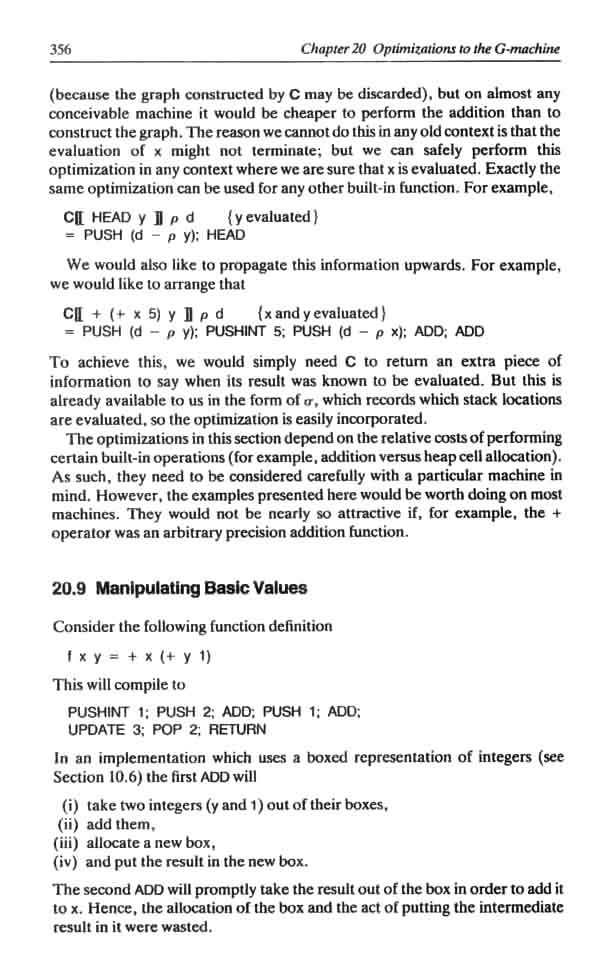 356 Chapter 20 Optimizations to the G-machine
(because the graph constructed by C may be discarded), but on almost any
conceivable machine it would be cheaper to perform the addition than to
construct the graph. The reason we cannot do this in any old context is that the
evaluation of x might not terminate; but we can safely perform this
optimization in any context where we are sure that x is evaluated. Exactly the
same optimization can be used for any other built-in function. For example,
C⟦ HEAD y ⟧ ρ d {y evaluated}
= PUSH (d − ρ y); HEAD
We would also like to propagate this information upwards. For example,
we would like to arrange that
C⟦ + (+ x 5) y ⟧ ρ d {x and y evaluated}
= PUSH (d − ρ y); PUSHINT 5; PUSH (d − ρ x); ADD; ADD
To achieve this, we would simply need C to return an extra piece of
information to say when its result was known to be evaluated. But this is
already available to us in the form of σ, which records which stack locations
are evaluated, so the optimization is easily incorporated.
The optimizations in this section depend on the relative costs of performing
certain built-in operations (for example, addition versus heap cell allocation).
As such, they need to be considered carefully with a particular machine in
mind. However, the examples presented here would be worth doing on most
machines. They would not be nearly so attractive if, for example, the +
operator was an arbitrary precision addition function.
20.9 Manipulating Basic Values
Consider the following function definition
f x y = + x (+ y 1)
This will compile to
PUSHINT 1; PUSH 2; ADD; PUSH 1; ADD;
UPDATE 3; POP 2; RETURN
In an implementation which uses a boxed representation of integers (see
Section 10.6) the first ADD will
(i) take two integers (y and 1) out of their boxes,
(ii) add them,
(iii) allocate a new box,
(iv) and put the result in the new box.
The second ADD will promptly take the result out of the box in order to add it
to x. Hence, the allocation of the box and the act of putting the intermediate
result in it were wasted.